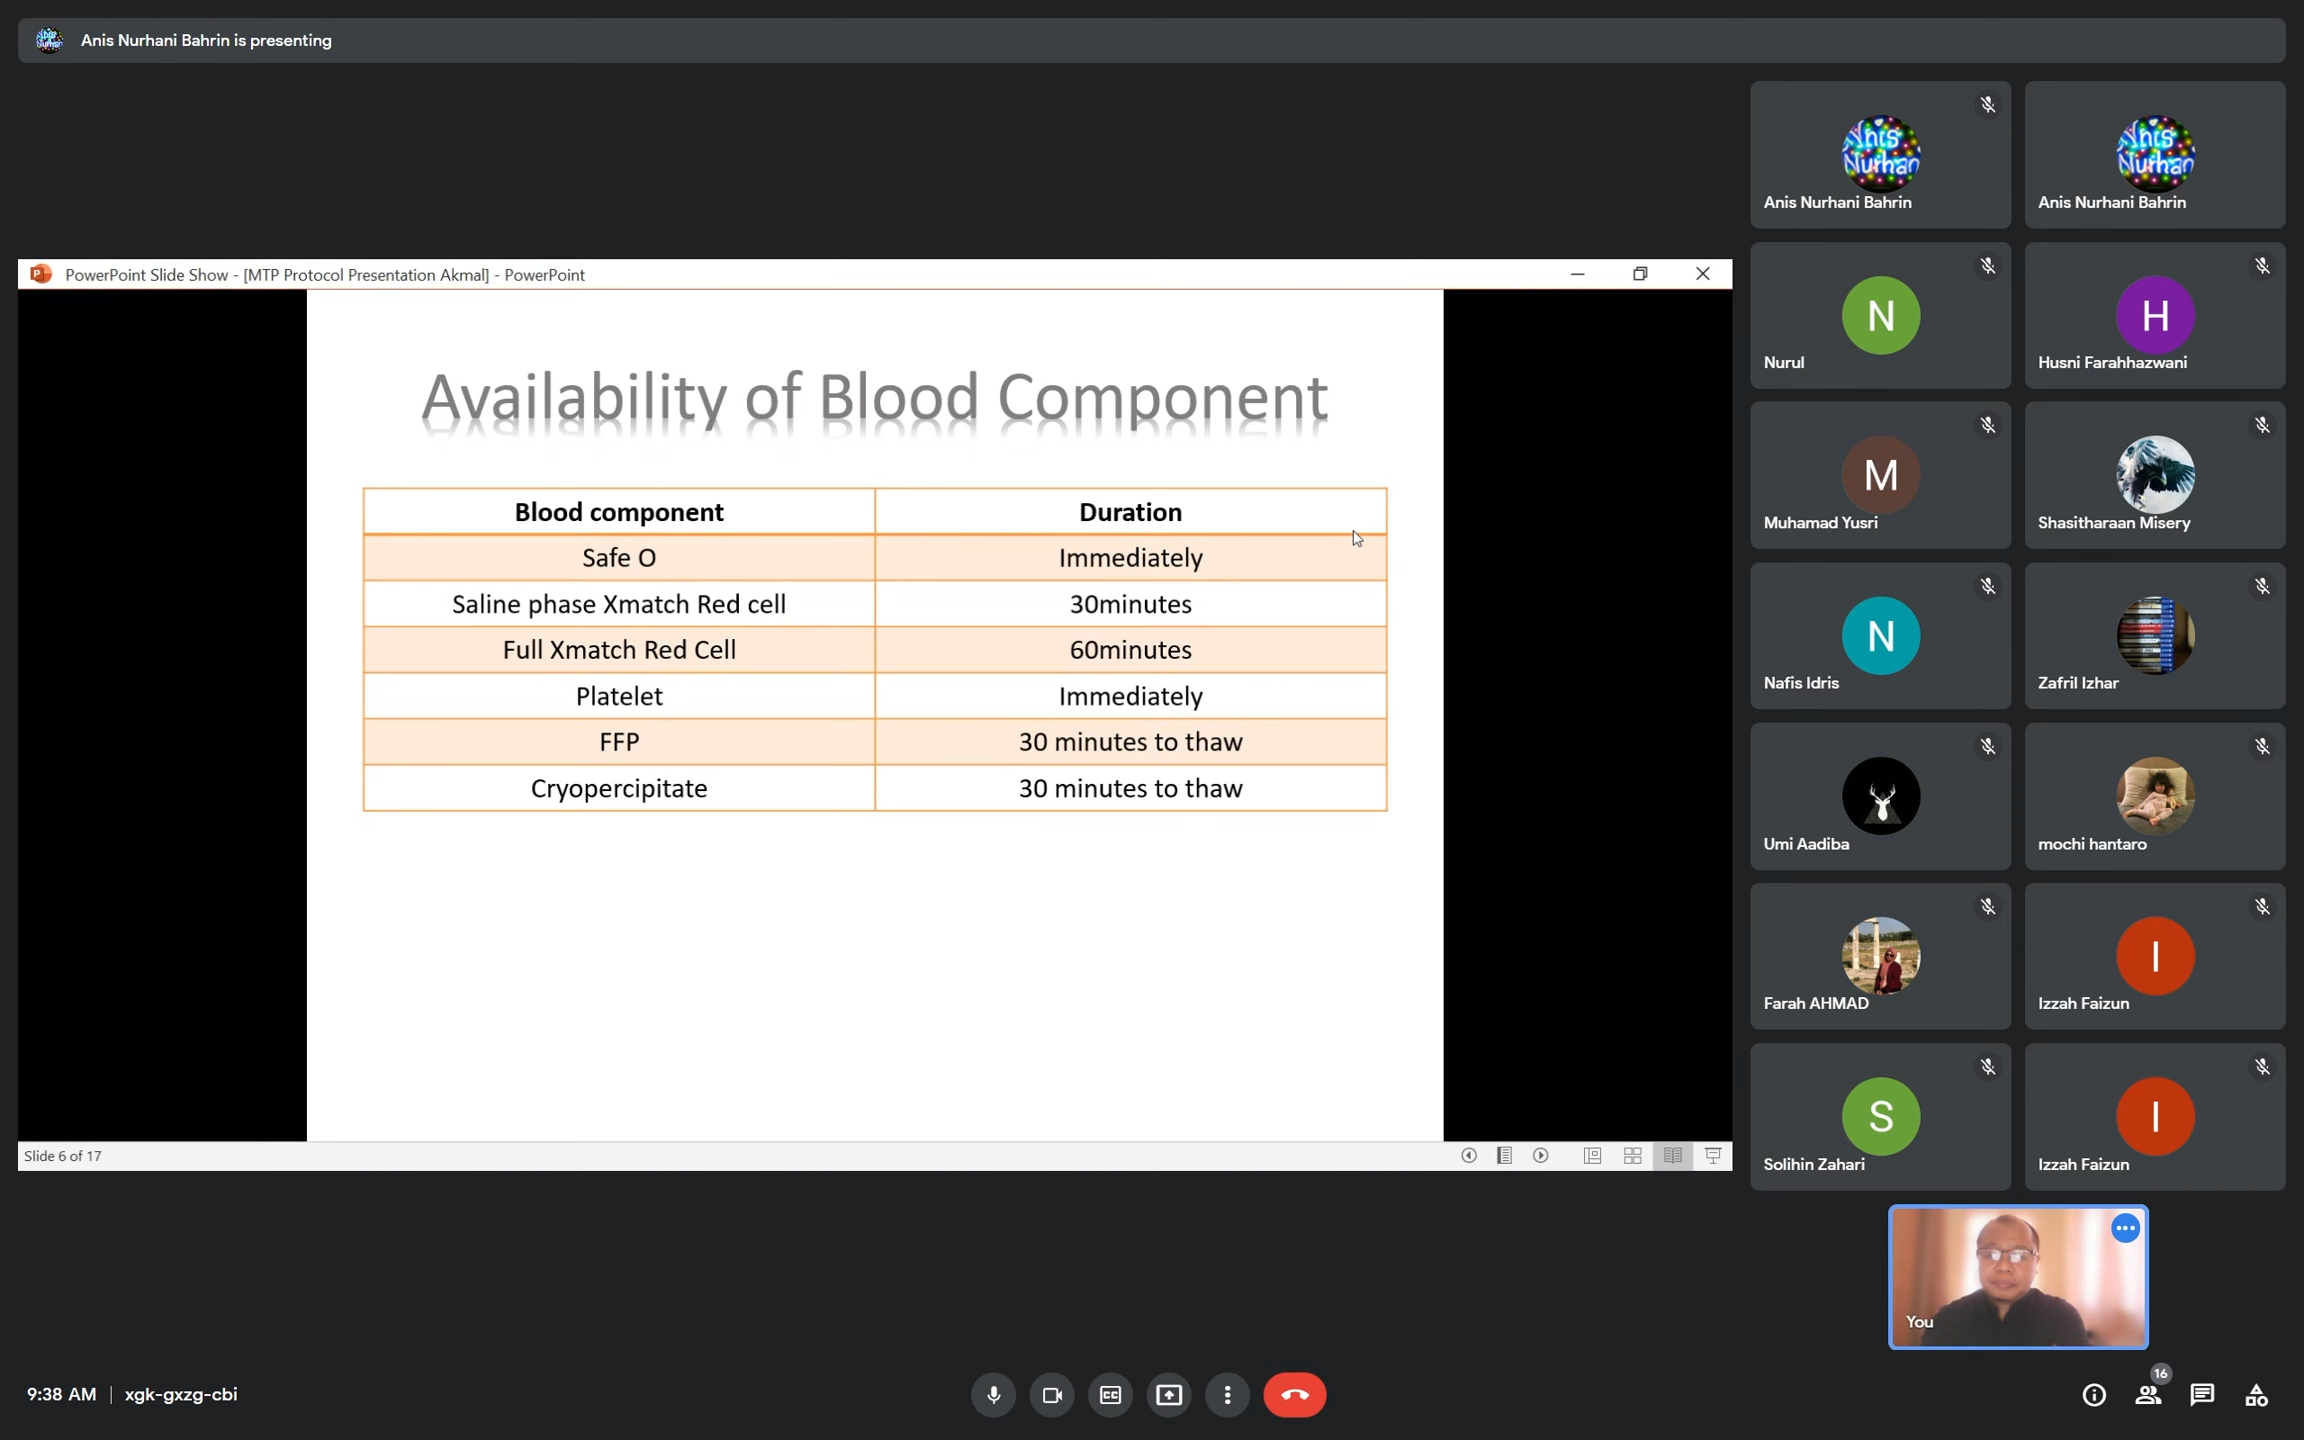 Anis Nurhani Bahrin is presenting
PowerPoint Slide Show - [MTP Protocol Presentation Akmal] - PowerPoint
Availability of Blood Component
Blood component Duration
Safe O Immediately
Saline phase Xmatch Red cell 30minutes
Full Xmatch Red Cell 60minutes
Platelet Immediately
FFP 30 minutes to thaw
Cryopercipitate 30 minutes to thaw
Slide 6 of 17
Anis Nurhani Bahrin
Anis Nurhani Bahrin
N
Nurul
H
Husni Farahhazwani
M
Muhamad Yusri
Shasitharaan Misery
N
Nafis Idris
Zafril Izhar
Umi Aadiba
mochi hantaro
Farah AHMAD
I
Izzah Faizun
S
Solihin Zahari
I
Izzah Faizun
You
9:38 AM | xgk-gxzg-cbi
CC
16